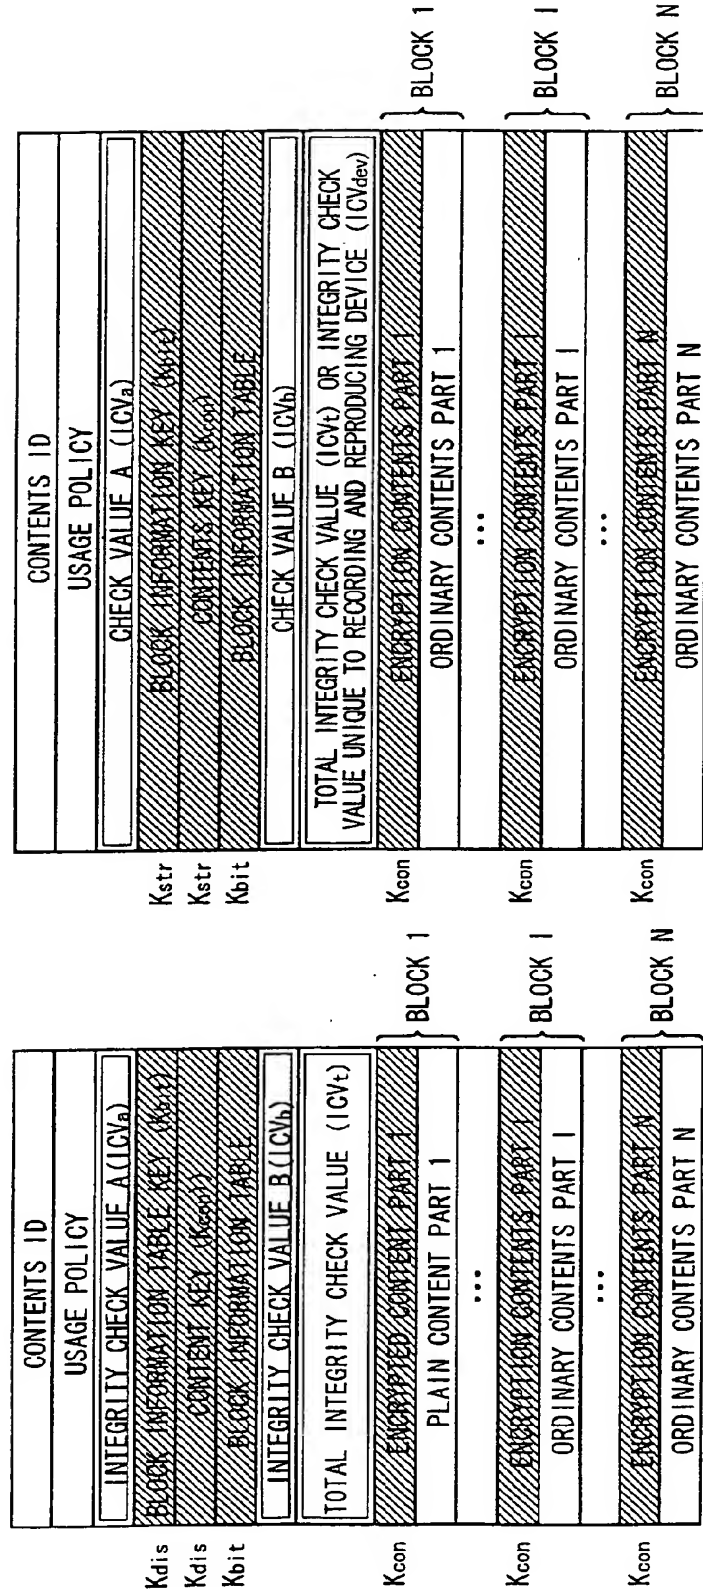 CONTENTS ID
USAGE POLICY
INTEGRITY CHECK VALUE A (ICVa)
Kdis BLOCK INFORMATION TABLE KEY (Kbit)
Kdis CONTENT KEY (Kcon)
Kbit BLOCK INFORMATION TABLE
INTEGRITY CHECK VALUE B (ICVb)
TOTAL INTEGRITY CHECK VALUE (ICVt)
Kcon ENCRYPTED CONTENT PART 1
PLAIN CONTENT PART 1
BLOCK 1
...
Kcon ENCRYPTION CONTENTS PART I
ORDINARY CONTENTS PART I
BLOCK I
...
Kcon ENCRYPTION CONTENTS PART N
ORDINARY CONTENTS PART N
BLOCK N
CONTENTS ID
USAGE POLICY
CHECK VALUE A (ICVa)
Kstr BLOCK INFORMATION KEY (Kbit)
Kstr CONTENTS KEY (Kcon)
Kbit BLOCK INFORMATION TABLE
CHECK VALUE B (ICVb)
TOTAL INTEGRITY CHECK VALUE (ICVt) OR INTEGRITY CHECK
VALUE UNIQUE TO RECORDING AND REPRODUCING DEVICE (ICVdev)
Kcon ENCRYPTION CONTENTS PART 1
ORDINARY CONTENTS PART 1
BLOCK 1
...
Kcon ENCRYPTION CONTENTS PART I
ORDINARY CONTENTS PART I
BLOCK I
...
Kcon ENCRYPTION CONTENTS PART N
ORDINARY CONTENTS PART N
BLOCK N